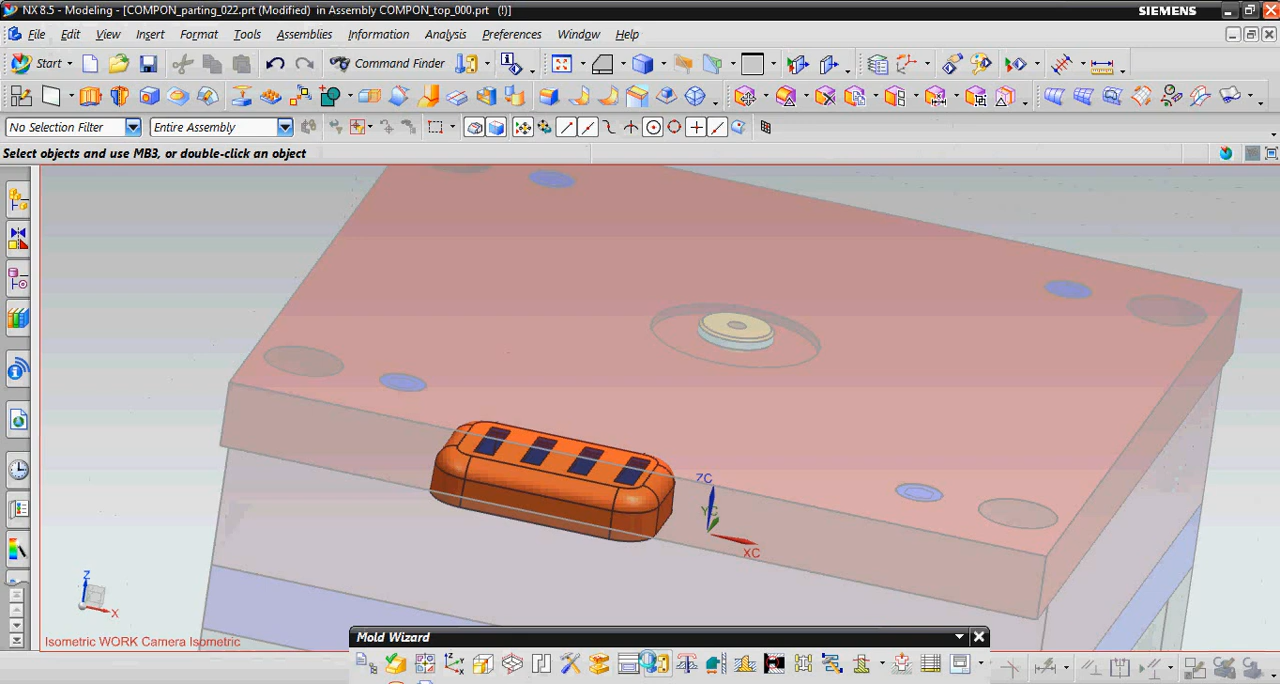 NX 8.5 - Modeling - [COMPON_parting_022.prt (Modified) in Assembly COMPON_top_000.prt (!)]
SIEMENS
File Edit View Insert Format Tools Assemblies Information Analysis Preferences Window Help
Start
Command Finder
No Selection Filter
Entire Assembly
Select objects and use MB3, or double-click an object
ZC
YC
XC
Z
X
Isometric WORK Camera Isometric
Mold Wizard